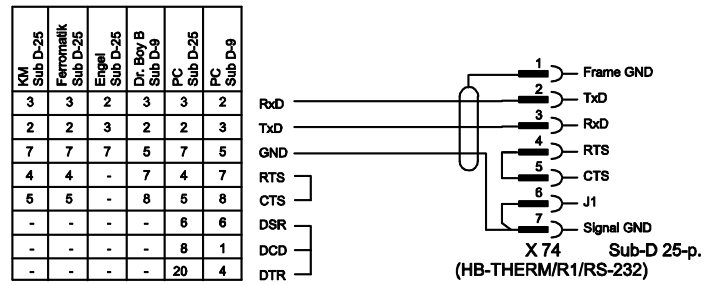 KM Sub D-25 Ferromatik Sub D-25 Engel Sub D-25 Dr. Boy B Sub D-9 PC Sub D-25 PC Sub D-9
3 3 2 3 3 2 RxD
2 2 3 2 2 3 TxD
7 7 7 5 7 5 GND
4 4 - 7 4 7 RTS
5 5 - 8 5 8 CTS
- - - - 6 6 DSR
- - - - 8 1 DCD
- - - - 20 4 DTR
1 Frame GND
2 TxD
3 RxD
4 RTS
5 CTS
6 J1
7 Signal GND
X 74 Sub-D 25-p.
(HB-THERM/R1/RS-232)